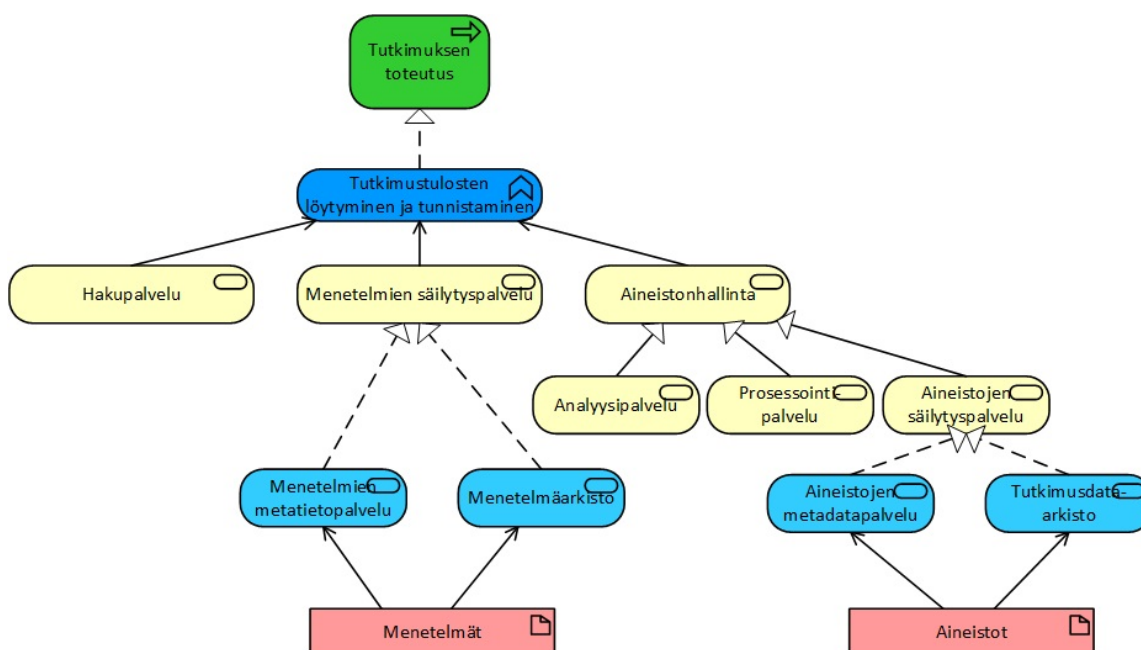 Tutkimuksen
toteutus
Tutkimustulosten
löytyminen ja tunnistaminen
Hakupalvelu
Menetelmien säilytyspalvelu
Aineistonhallinta
Analyysipalvelu
Prosessointi-
palvelu
Aineistojen
säilytyspalvelu
Menetelmien
metatietopalvelu
Menetelmäarkisto
Aineistojen
metadatapalvelu
Tutkimusdata-
arkisto
Menetelmät
Aineistot